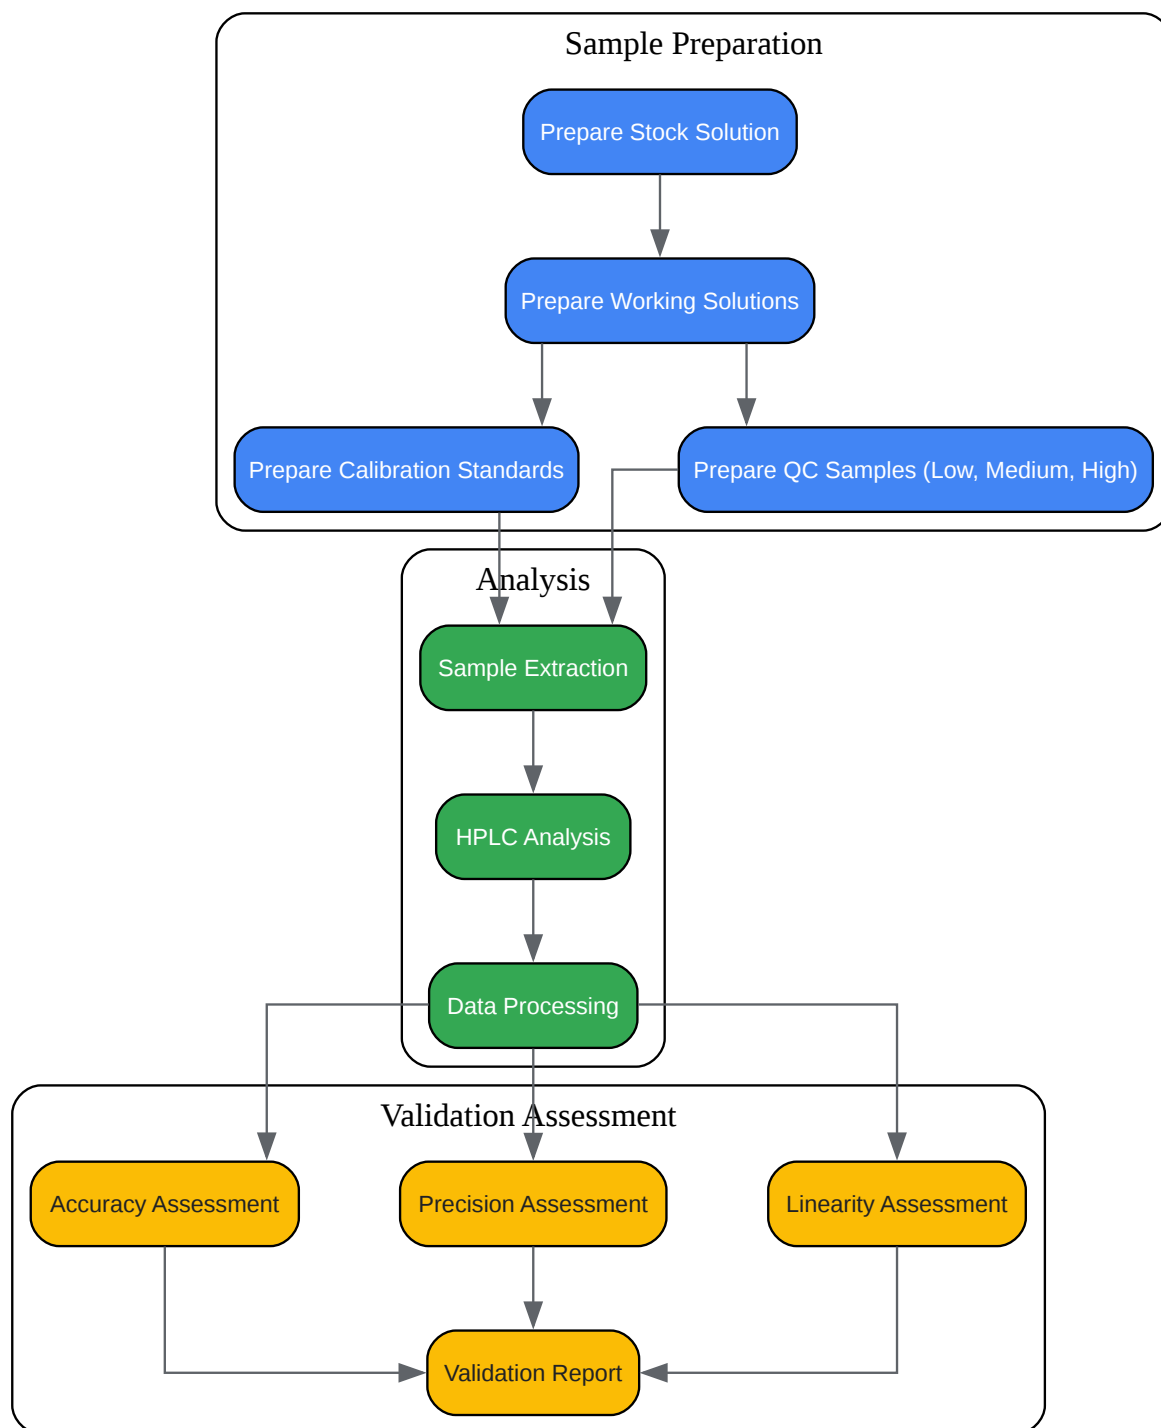 Sample Preparation
Prepare Stock Solution
Prepare Working Solutions
Prepare Calibration Standards
Prepare QC Samples (Low, Medium, High)
Analysis
Sample Extraction
HPLC Analysis
Data Processing
Validation Assessment
Accuracy Assessment
Precision Assessment
Linearity Assessment
Validation Report